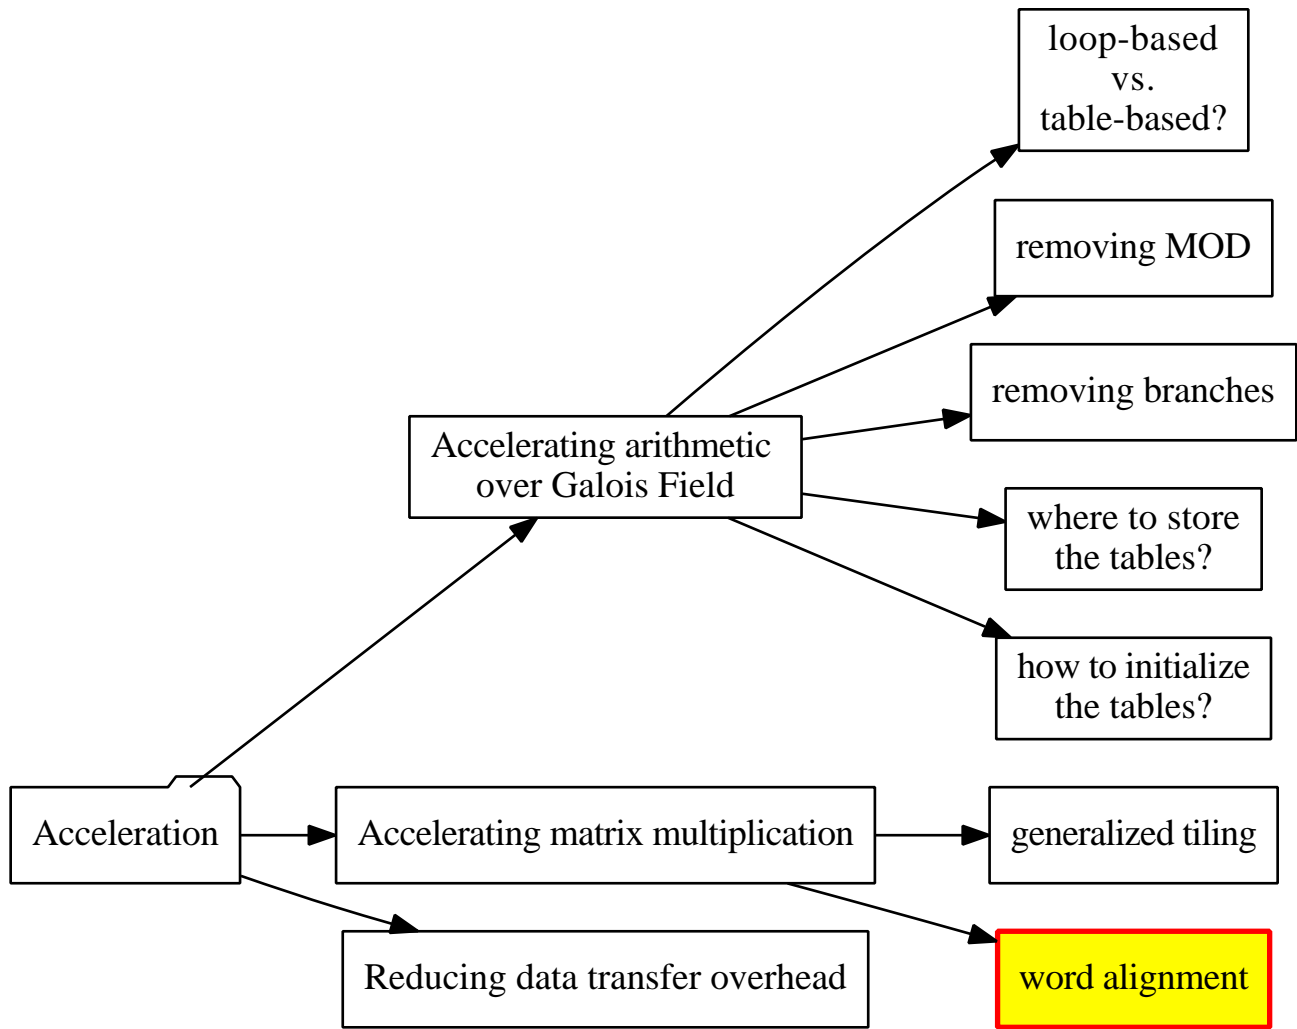 loop-based
vs.
table-based?
removing MOD
removing branches
Accelerating arithmetic
over Galois Field
where to store
the tables?
how to initialize
the tables?
Acceleration
Accelerating matrix multiplication
generalized tiling
Reducing data transfer overhead
word alignment